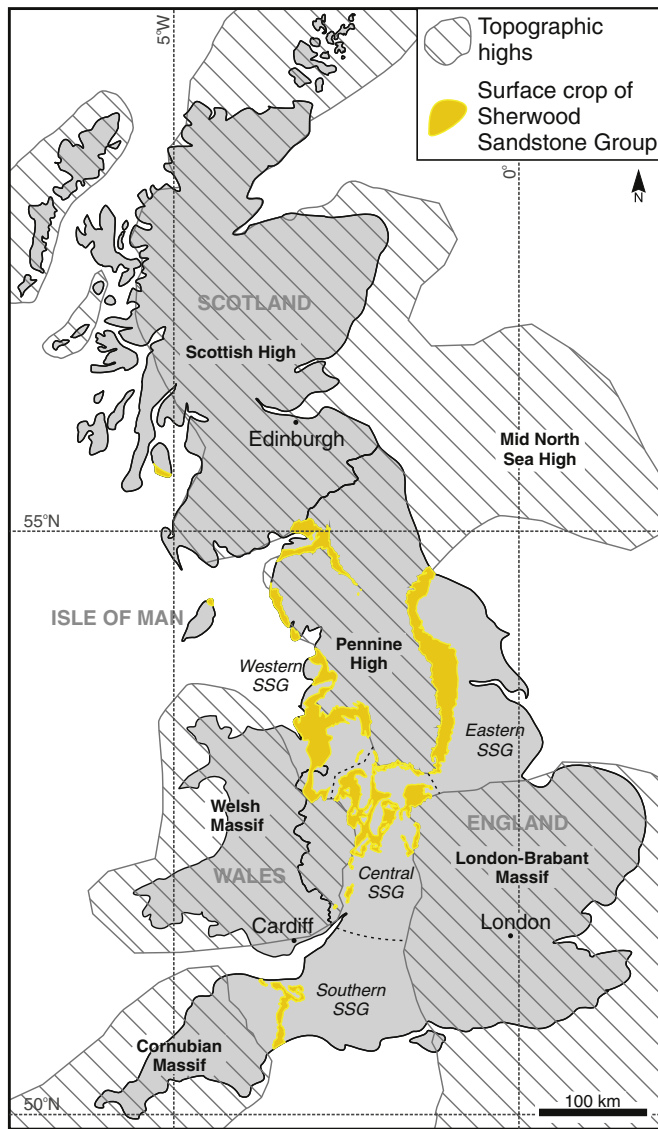 5°W
Topographic
highs
Surface crop of
Sherwood
Sandstone Group
0°
N
SCOTLAND
Scottish High
Edinburgh
Mid North
Sea High
55°N
ISLE OF MAN
Pennine
High
Western
SSG
Eastern
SSG
Welsh
Massif
ENGLAND
London-Brabant
Massif
WALES
Central
SSG
Cardiff
London
Southern
SSG
Cornubian
Massif
50°N
100 km